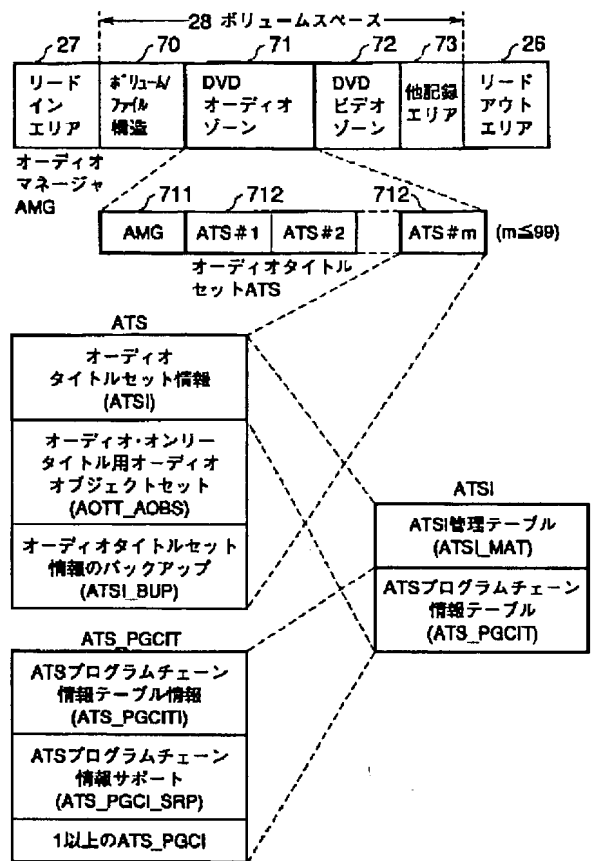 28 ボリュームスペース
27 70 71 72 73 26
リード
イン
エリア
ボリューム/
ファイル
構造
DVD
オーディオ
ゾーン
DVD
ビデオ
ゾーン
他記録
エリア
リード
アウト
エリア
オーディオ
マネージャ
AMG
711 712 712
AMG ATS#1 ATS#2 ATS#m (m≦99)
オーディオタイトル
セットATS
ATS
オーディオ
タイトルセット情報
(ATSI)
オーディオ・オンリー
タイトル用オーディオ
オブジェクトセット
(AOTT_AOBS)
オーディオタイトルセット
情報のバックアップ
(ATSI_BUP)
ATSI
ATSI管理テーブル
(ATSI_MAT)
ATSプログラムチェーン
情報テーブル
(ATS_PGCIT)
ATS_PGCIT
ATSプログラムチェーン
情報テーブル情報
(ATS_PGCITI)
ATSプログラムチェーン
情報サポート
(ATS_PGCI_SRP)
1以上のATS_PGCI